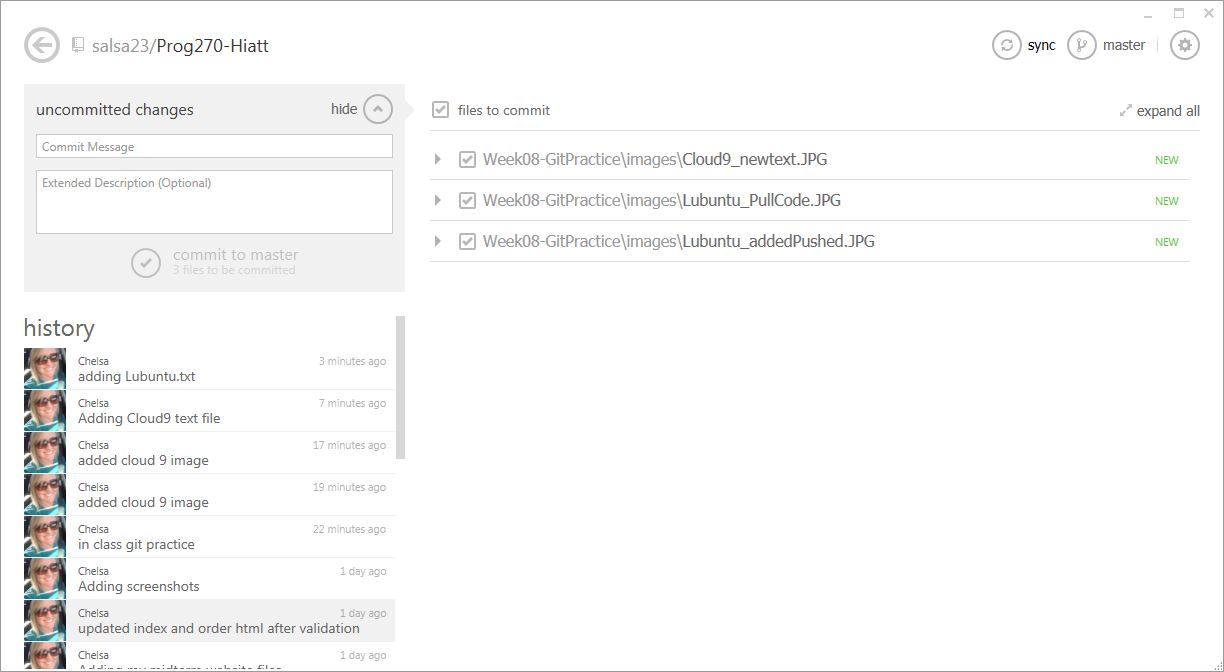 salsa23/Prog270-Hiatt
sync
master
uncommitted changes
hide
Commit Message
Extended Description (Optional)
commit to master
3 files to be committed
files to commit
expand all
Week08-GitPractice\images\Cloud9_newtext.JPG NEW
Week08-GitPractice\images\Lubuntu_PullCode.JPG NEW
Week08-GitPractice\images\Lubuntu_addedPushed.JPG NEW
history
Chelsa 3 minutes ago
adding Lubuntu.txt
Chelsa 7 minutes ago
Adding Cloud9 text file
Chelsa 17 minutes ago
added cloud 9 image
Chelsa 19 minutes ago
added cloud 9 image
Chelsa 22 minutes ago
in class git practice
Chelsa 1 day ago
Adding screenshots
Chelsa 1 day ago
updated index and order html after validation
Chelsa 1 day ago
Adding my midterm website files